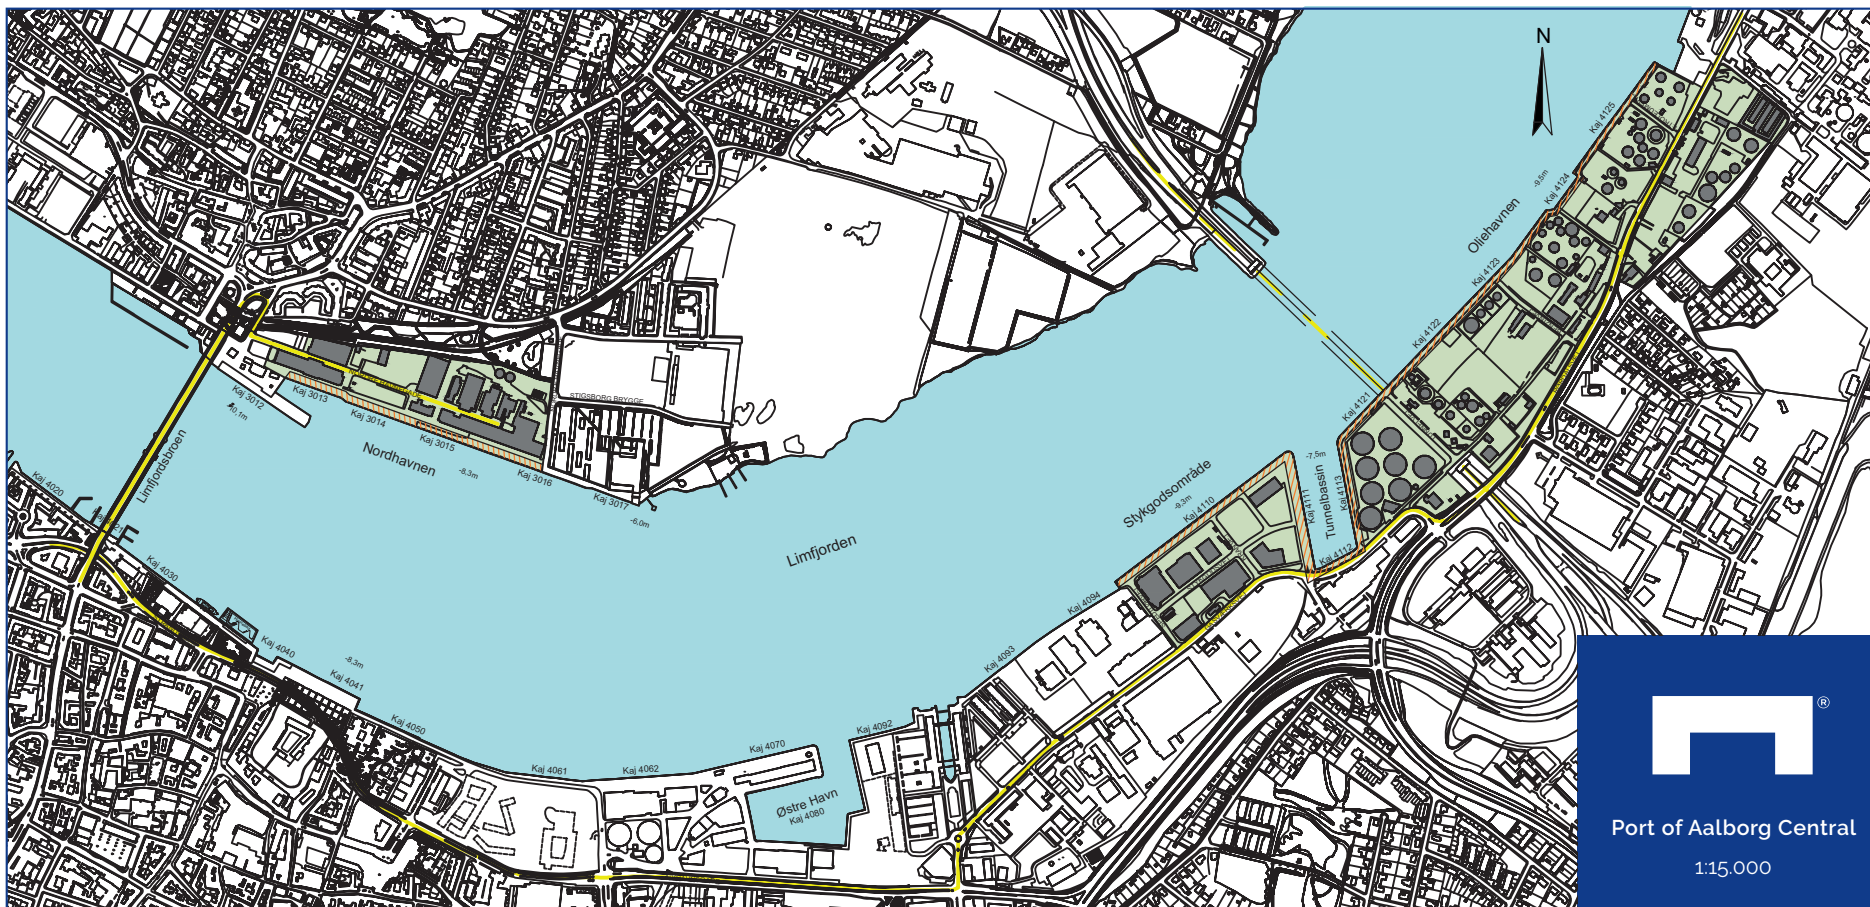 N
Kaj 4125
-9,5m
Kaj 4124
Oliehavnen
Kaj 4123
Kaj 4122
Kaj 4121
-7,5m
Tunnelbassin
Kaj 4113
Kaj 4111
Kaj 4112
Stykgodsområde
-9,3m
Kaj 4110
Kaj 4094
Kaj 4093
Kaj 4092
Kaj 3012
Kaj 3013
Kaj 3014
Kaj 3015
Kaj 3016
Kaj 3017
-6,0m
-8,3m
Nordhavnen
STIGSBORG BRYGGE
Limfjordsbroen
Limfjorden
Kaj 4020
Kaj 4030
Kaj 4040
-8,3m
Kaj 4041
Kaj 4050
Kaj 4061
Kaj 4062
Kaj 4070
Østre Havn
Kaj 4080
®
Port of Aalborg Central
1:15.000